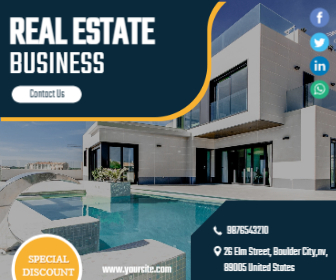 REAL ESTATE
BUSINESS
Contact Us
9876543210
26 Elm Street, Boulder City,nv,
89005 United States
SPECIAL
DISCOUNT
www.yoursite.com